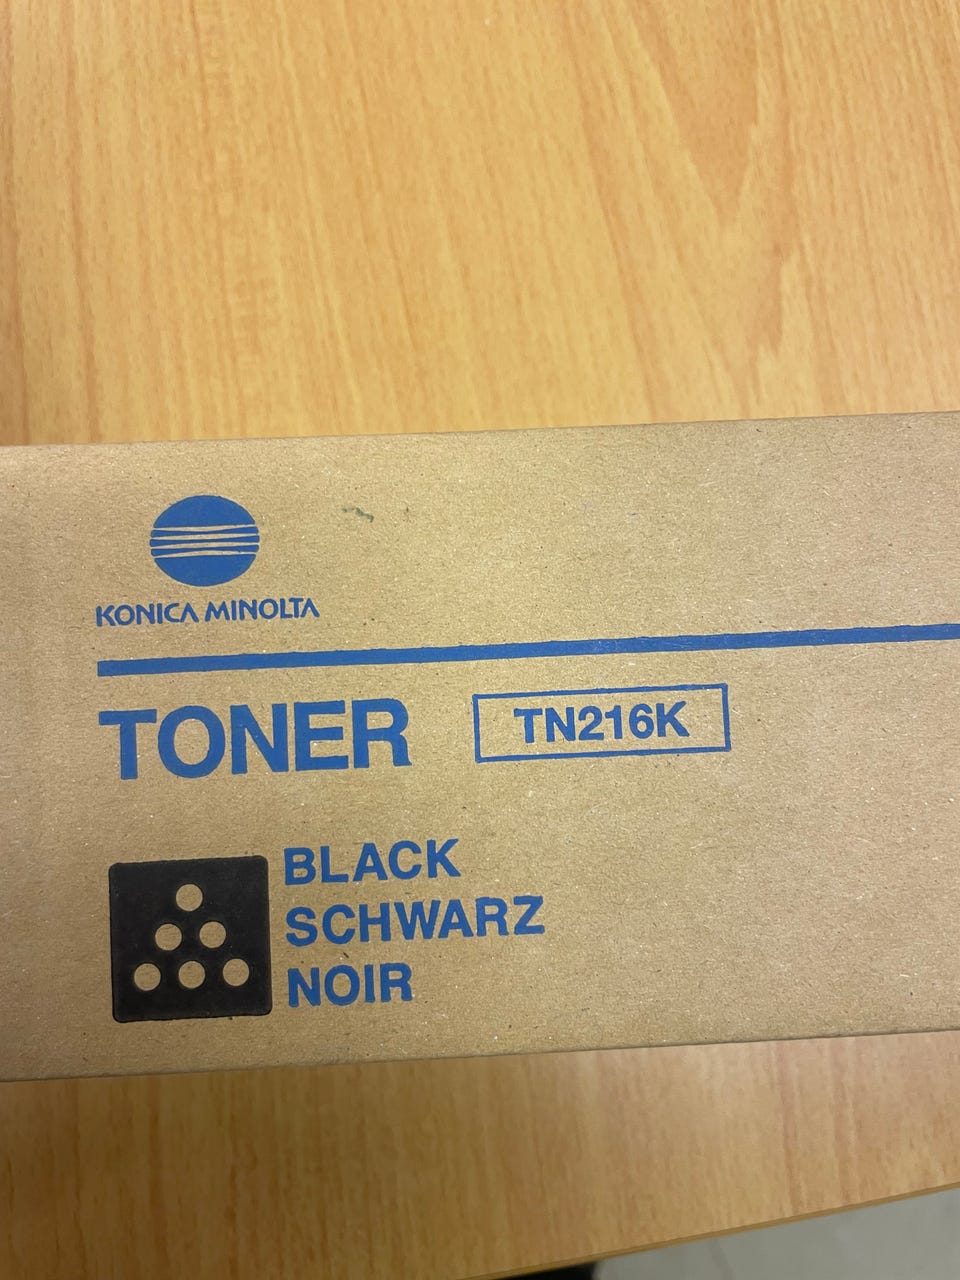 KONICA MINOLTA
TONER TN216K
BLACK
SCHWARZ
NOIR